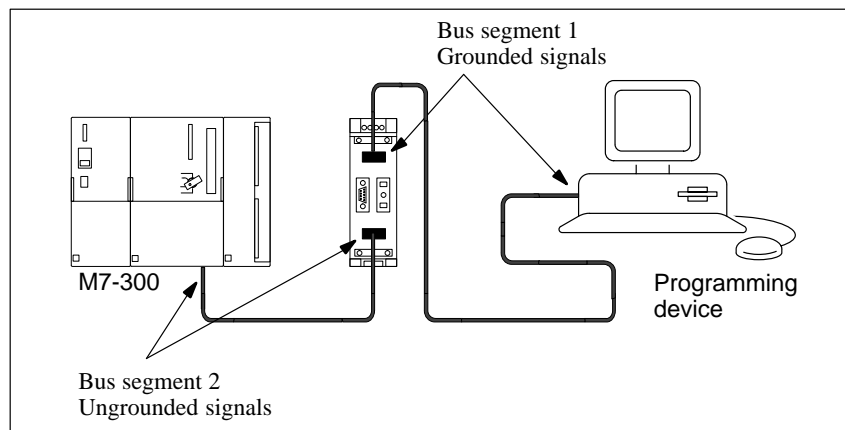 Bus segment 1
Grounded signals
M7-300
Programming
device
Bus segment 2
Ungrounded signals